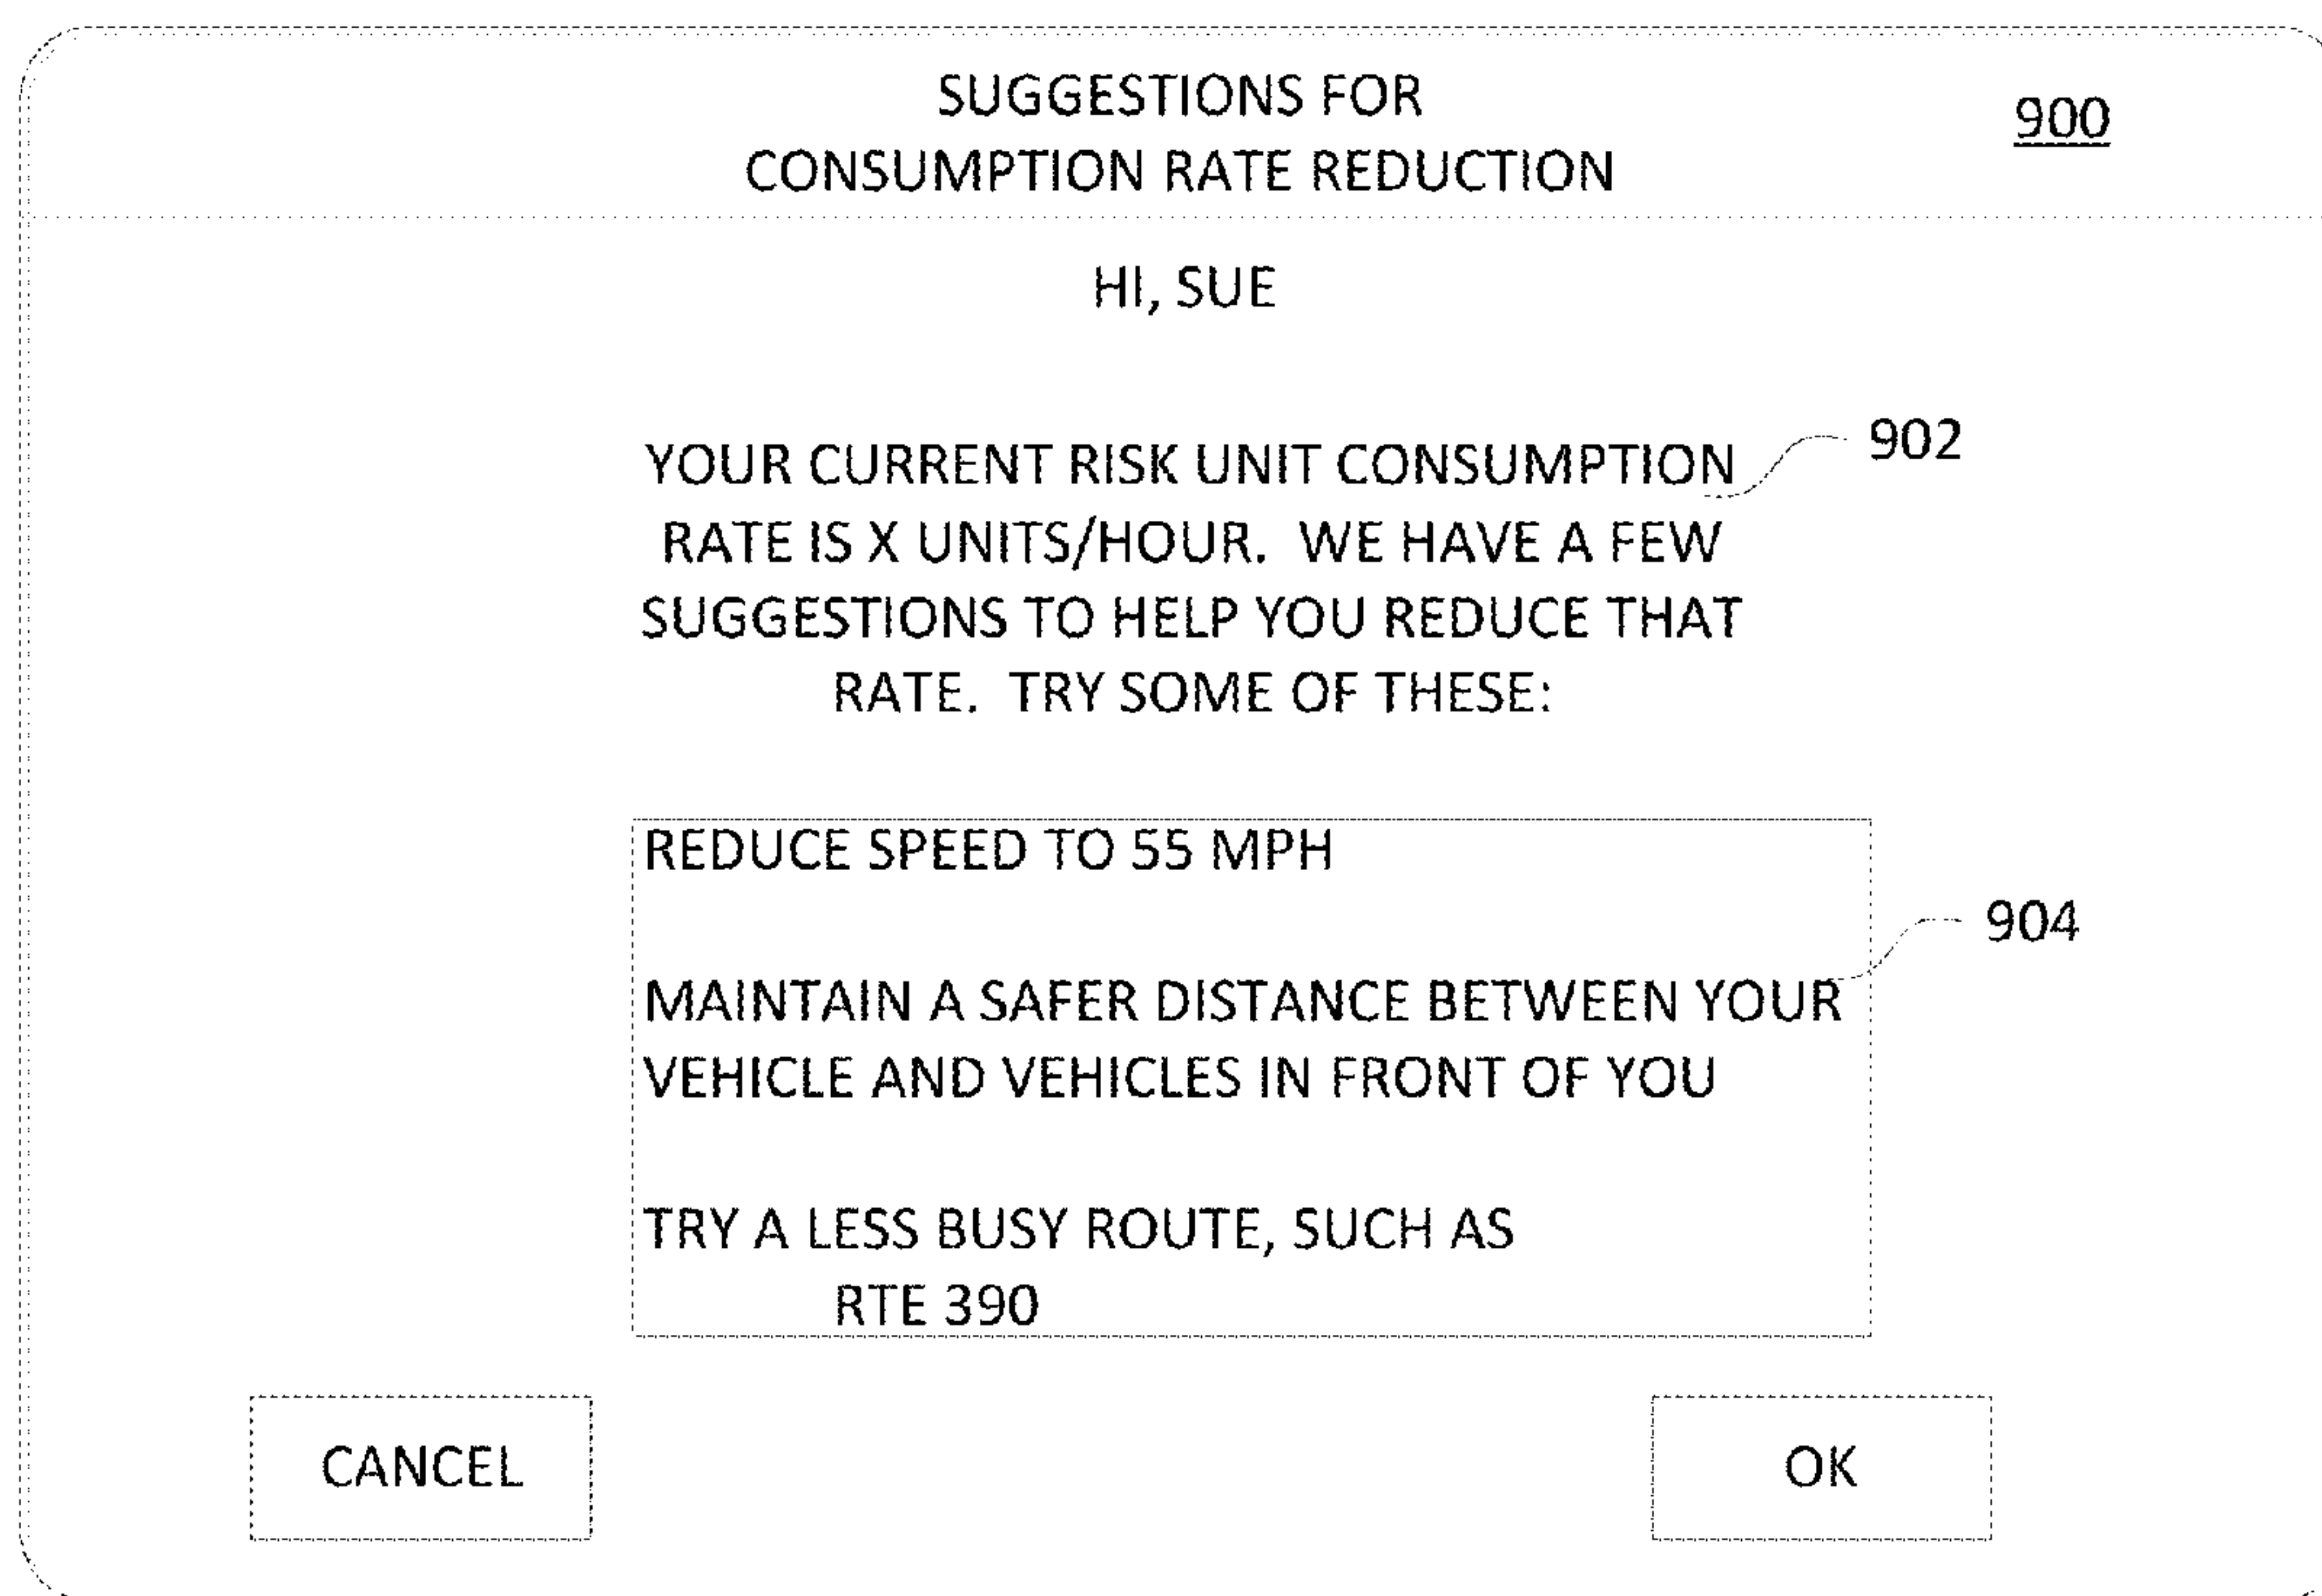 SUGGESTIONS FOR
CONSUMPTION RATE REDUCTION
900
HI, SUE
YOUR CURRENT RISK UNIT CONSUMPTION
902
RATE IS X UNITS/HOUR.  WE HAVE A FEW
SUGGESTIONS TO HELP YOU REDUCE THAT
RATE.  TRY SOME OF THESE:
REDUCE SPEED TO 55 MPH
904
MAINTAIN A SAFER DISTANCE BETWEEN YOUR
VEHICLE AND VEHICLES IN FRONT OF YOU
TRY A LESS BUSY ROUTE, SUCH AS
RTE 390
CANCEL
OK